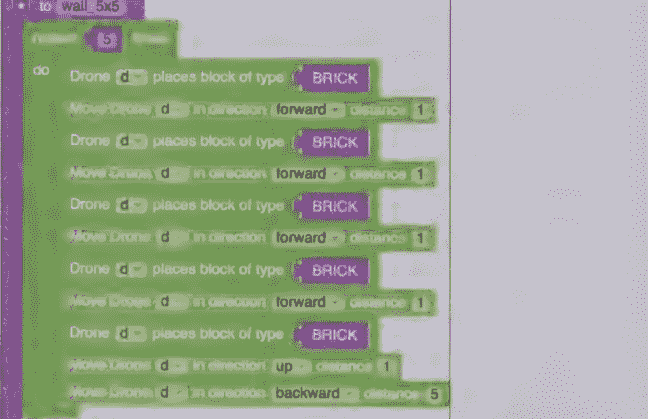 to wall_5x5
repeat 5 times
do
Drone d places block of type BRICK
Move Drone d in direction forward distance 1
Drone d places block of type BRICK
Move Drone d in direction forward distance 1
Drone d places block of type BRICK
Move Drone d in direction forward distance 1
Drone d places block of type BRICK
Move Drone d in direction forward distance 1
Drone d places block of type BRICK
Move Drone d in direction up distance 1
Move Drone d in direction backward distance 5